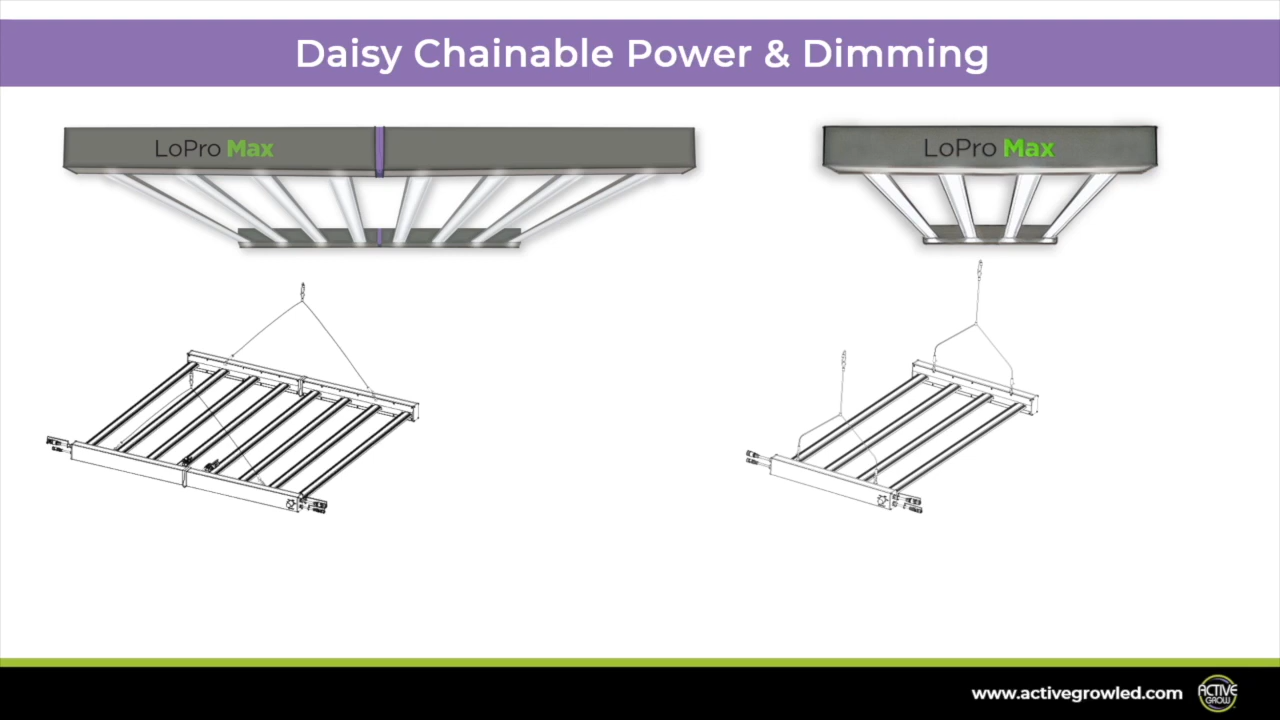 Daisy Chainable Power & Dimming
LoPro Max
LoPro Max
www.activegrowled.com
ACTIVE
GROW